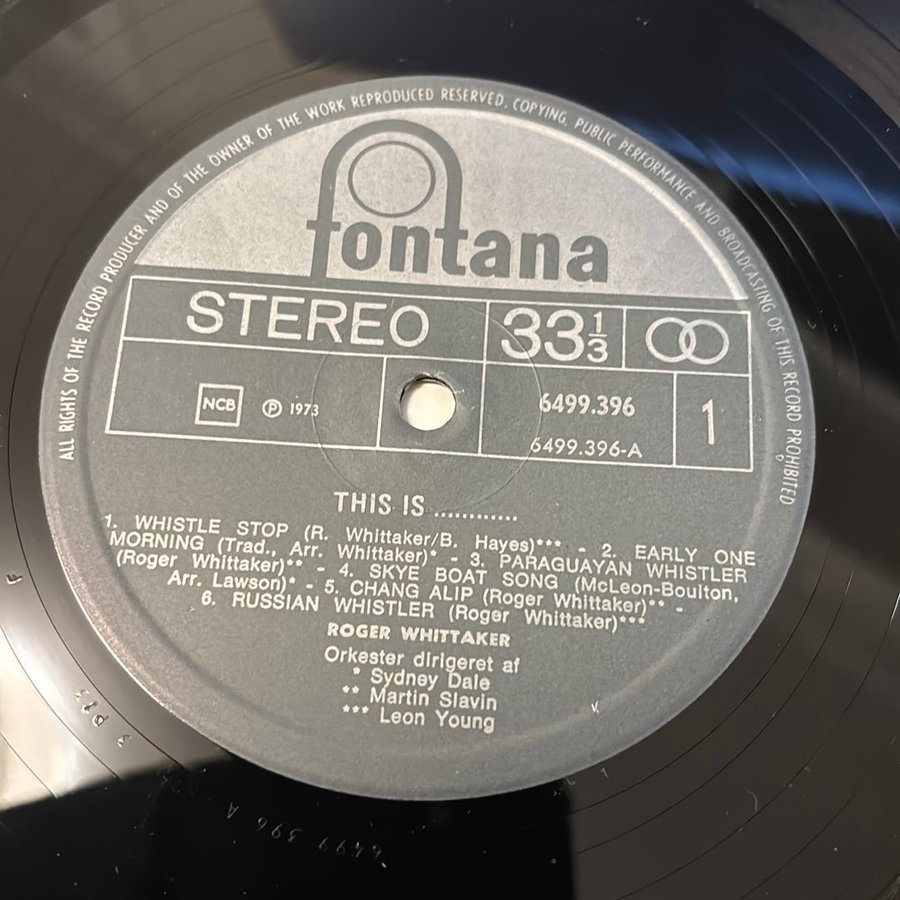 ALL RIGHTS OF THE RECORD PRODUCER AND OF THE OWNER OF THE WORK REPRODUCED RESERVED. COPYING, PUBLIC PERFORMANCE AND BROADCASTING OF THIS RECORD PROHIBITED
fontana
STEREO 33 1/3
NCB ℗ 1973 6499.396 1
6499.396-A
THIS IS ............
1. WHISTLE STOP (R. Whittaker/B. Hayes)*** - 2. EARLY ONE
MORNING (Trad., Arr. Whittaker)* - 3. PARAGUAYAN WHISTLER
(Roger Whittaker)** - 4. SKYE BOAT SONG (McLeon-Boulton,
Arr. Lawson)* - 5. CHANG ALIP (Roger Whittaker)** -
6. RUSSIAN WHISTLER (Roger Whittaker)***
ROGER WHITTAKER
Orkester dirigeret af
* Sydney Dale
** Martin Slavin
*** Leon Young
K
6499 396 A